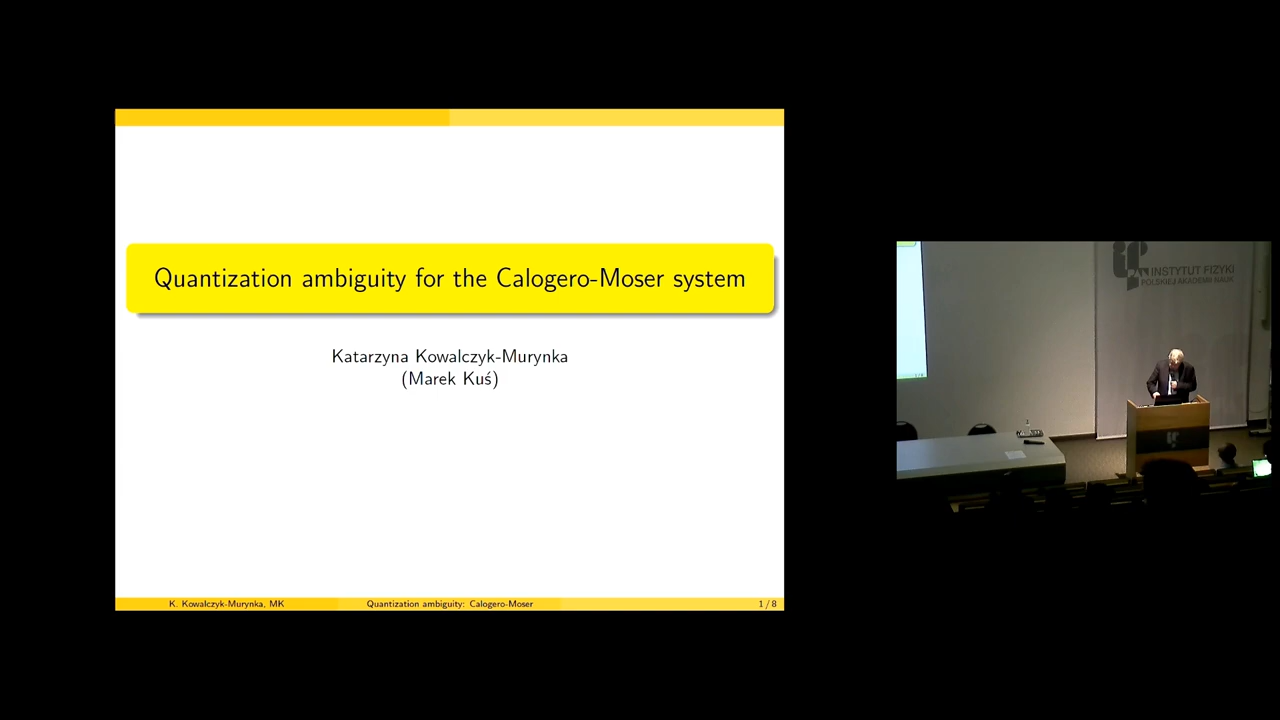 Quantization ambiguity for the Calogero-Moser system
Katarzyna Kowalczyk-Murynka
(Marek Kuś)
K. Kowalczyk-Murynka, MK
Quantization ambiguity: Calogero-Moser
1 / 8
PAN INSTYTUT FIZYKI
POLSKIEJ AKADEMII NAUK